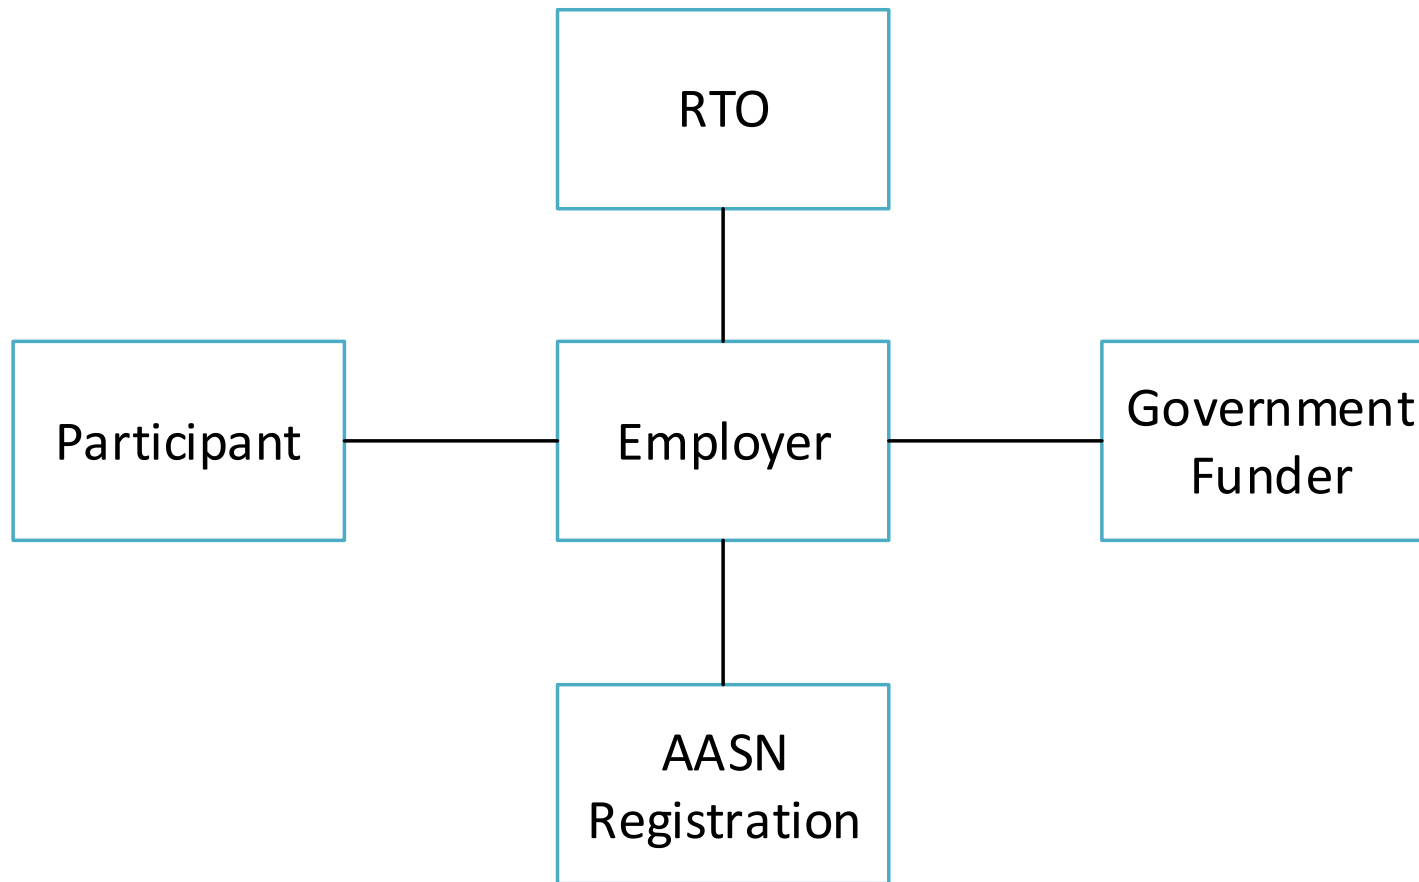 RTO
Participant
Employer
Government
Funder
AASN
Registration